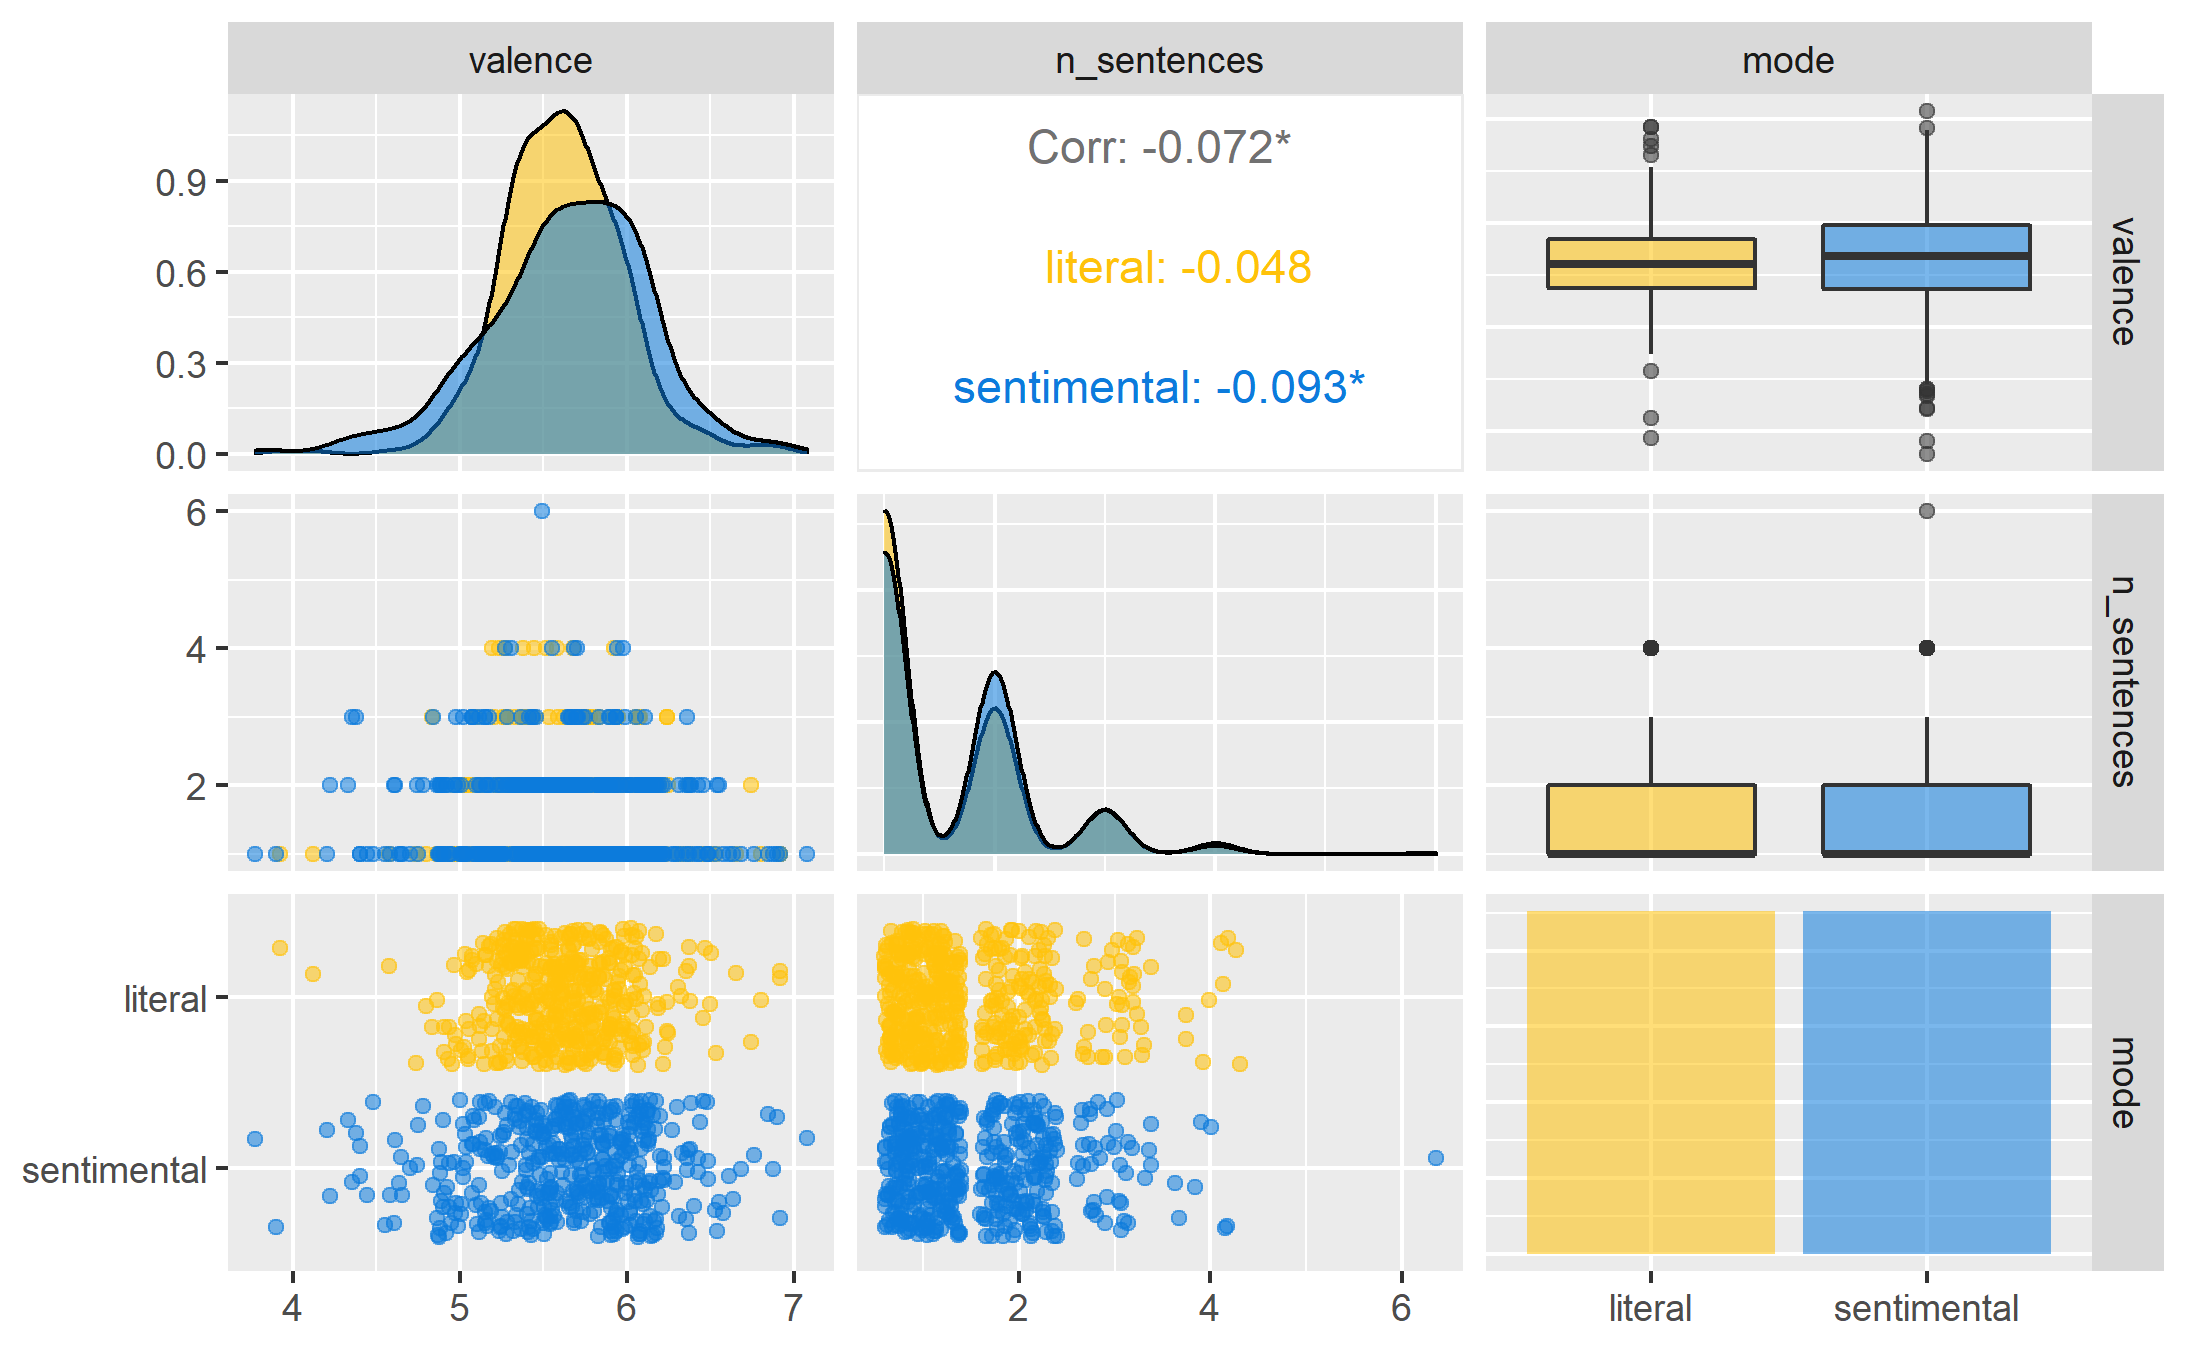 valence
n_sentences
mode
0.9
0.6
0.3
0.0
Corr: -0.072*
literal: -0.048
sentimental: -0.093*
valence
6
4
2
n_sentences
literal
sentimental
mode
4
5
6
7
2
4
6
literal
sentimental